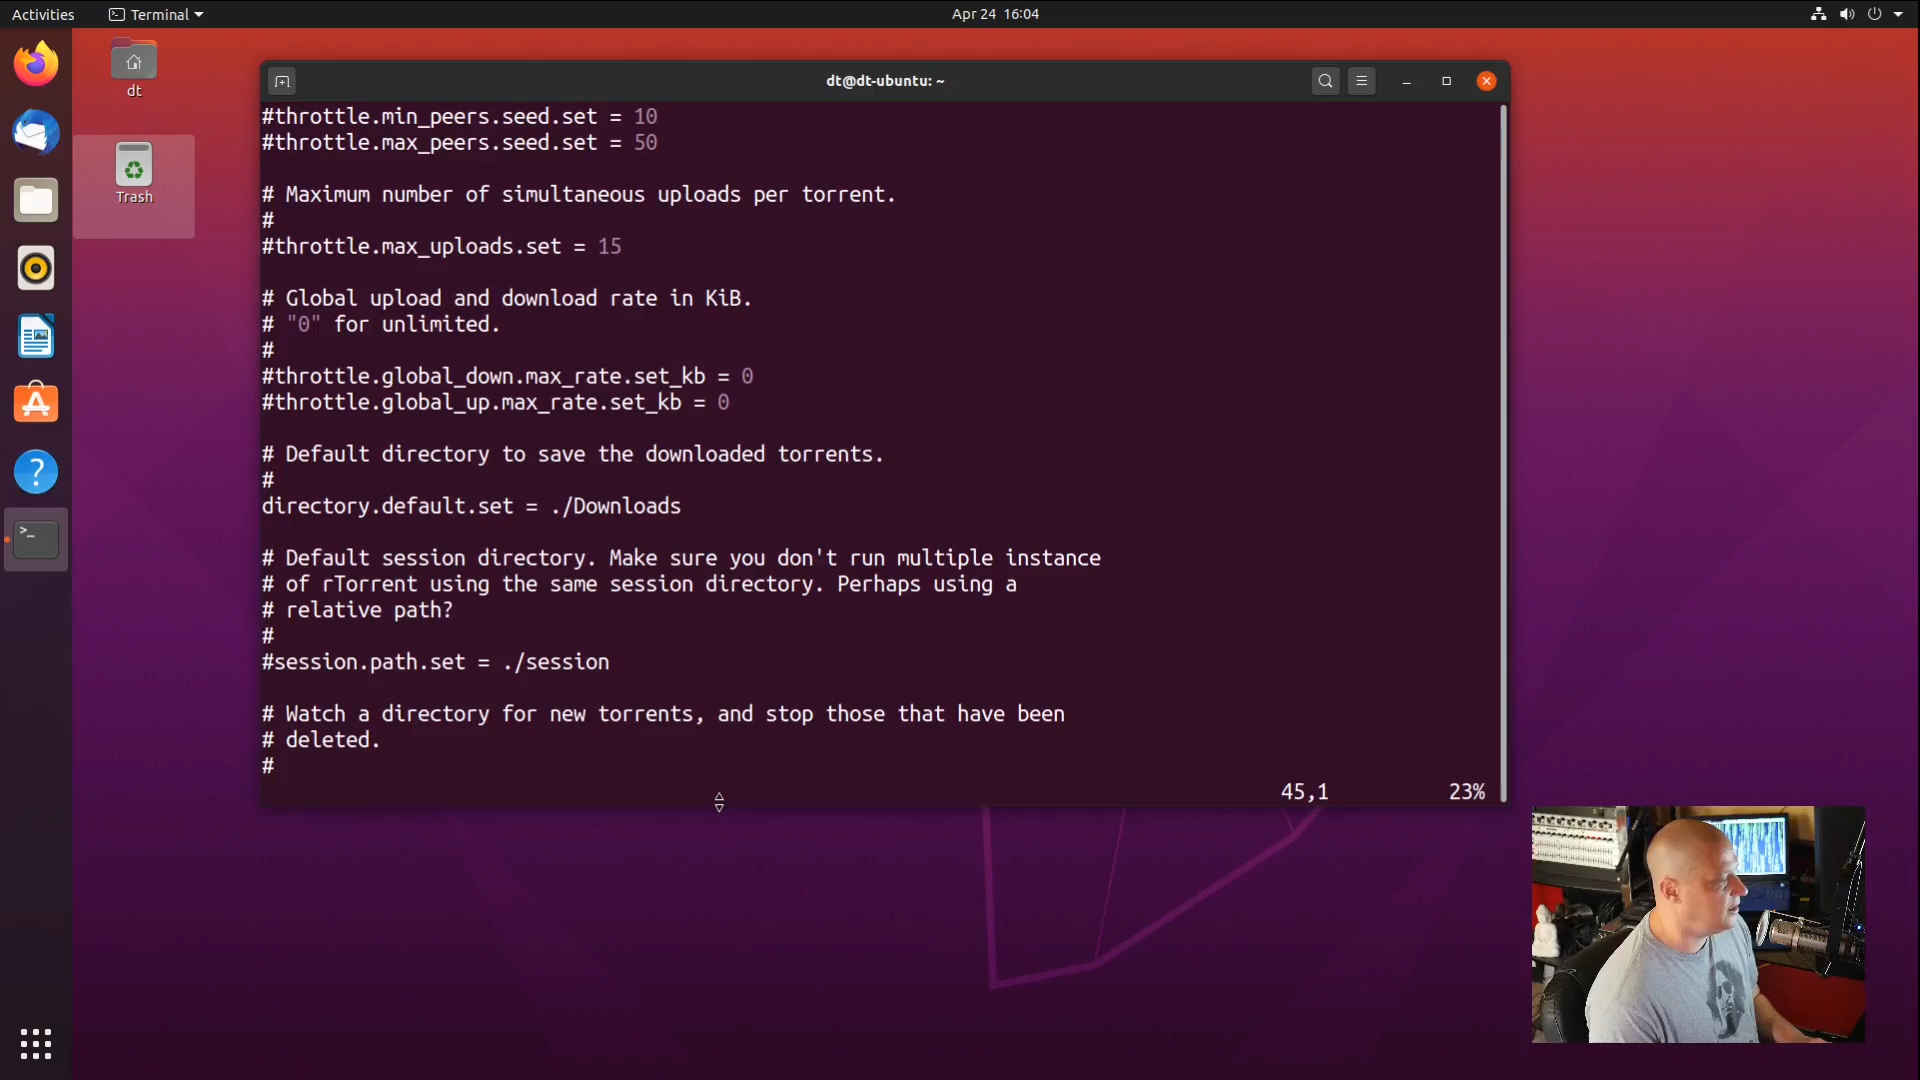 Activities
Terminal
Apr 24 16:04
dt
Trash
dt@dt-ubuntu: ~
#throttle.min_peers.seed.set = 10
#throttle.max_peers.seed.set = 50
# Maximum number of simultaneous uploads per torrent.
#
#throttle.max_uploads.set = 15
# Global upload and download rate in KiB.
# "0" for unlimited.
#
#throttle.global_down.max_rate.set_kb = 0
#throttle.global_up.max_rate.set_kb = 0
# Default directory to save the downloaded torrents.
#
directory.default.set = ./Downloads
# Default session directory. Make sure you don't run multiple instance
# of rTorrent using the same session directory. Perhaps using a
# relative path?
#
#session.path.set = ./session
# Watch a directory for new torrents, and stop those that have been
# deleted.
#
45,1 23%